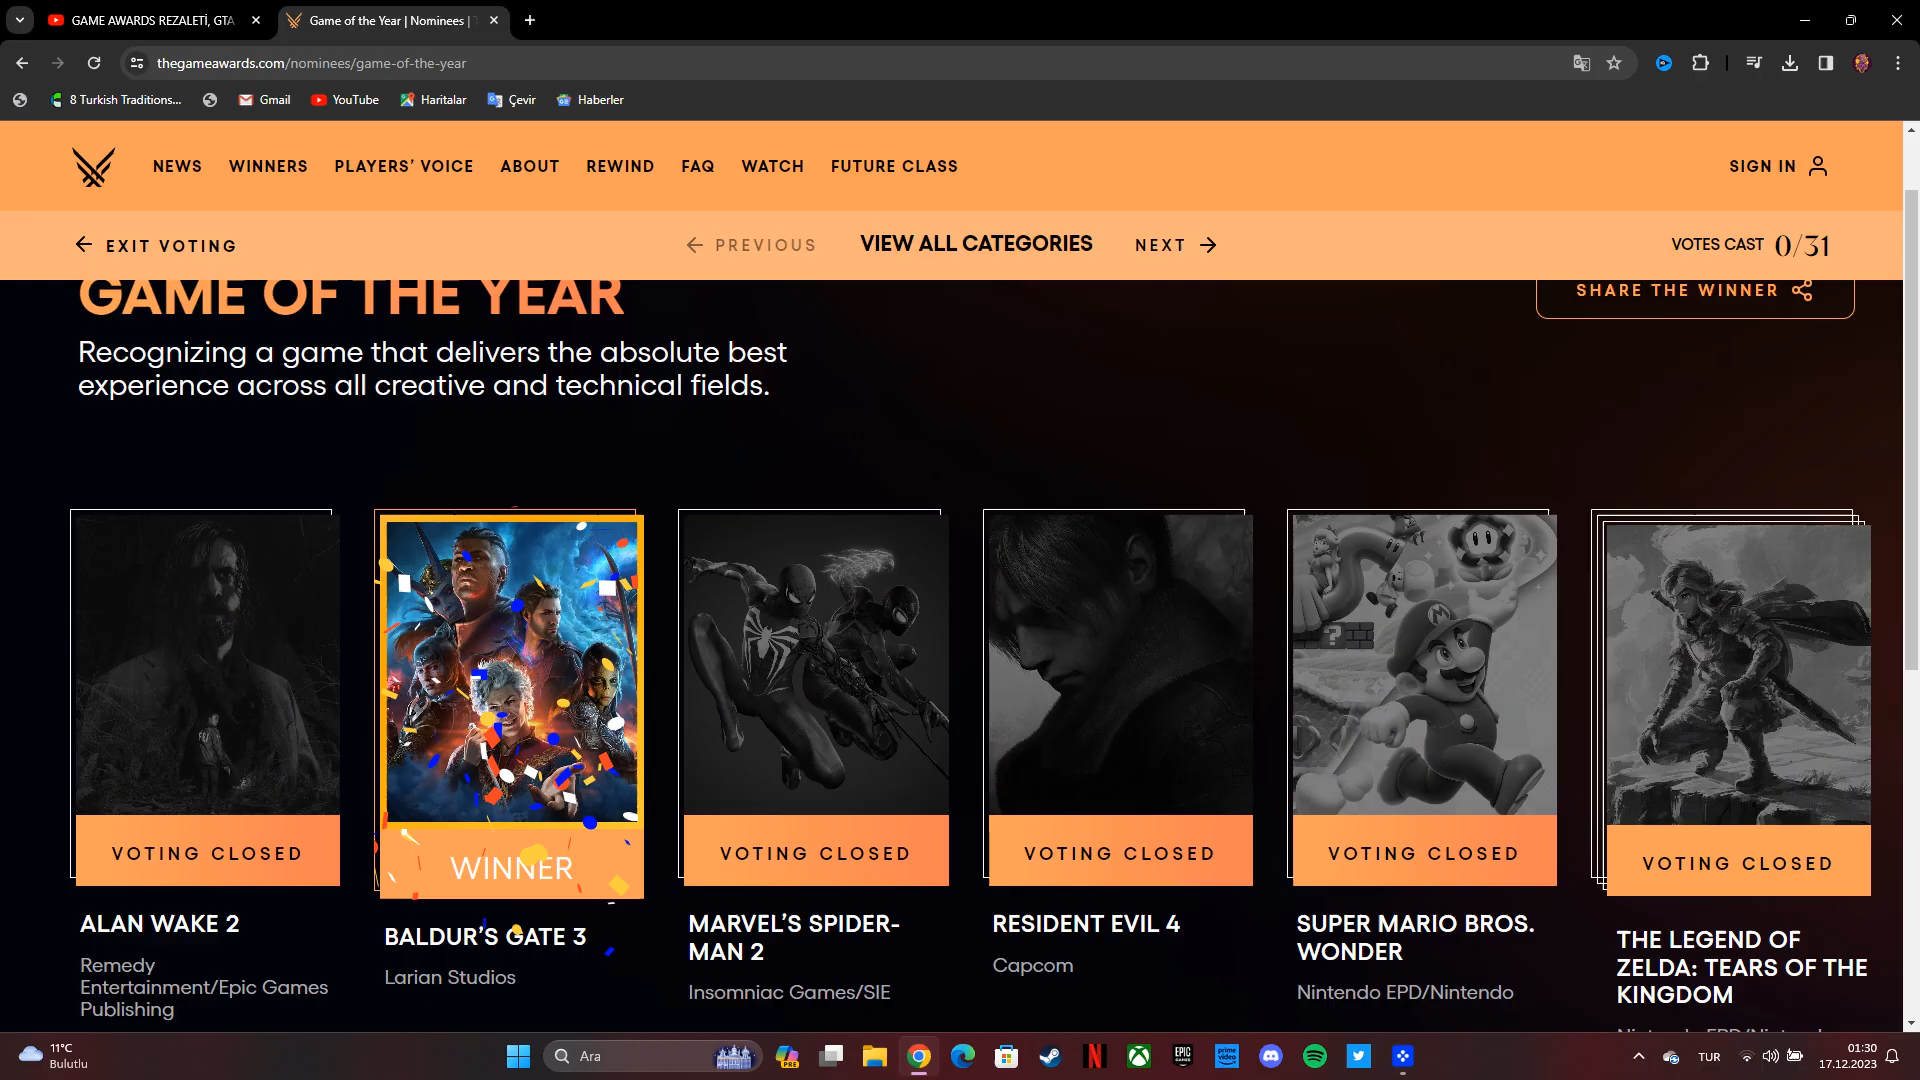 GAME AWARDS REZALETİ, GTA
Game of the Year | Nominees |
thegameawards.com/nominees/game-of-the-year
8 Turkish Traditions...
Gmail
YouTube
Haritalar
Çevir
Haberler
NEWS
WINNERS
PLAYERS’ VOICE
ABOUT
REWIND
FAQ
WATCH
FUTURE CLASS
SIGN IN
EXIT VOTING
PREVIOUS
VIEW ALL CATEGORIES
NEXT
VOTES CAST 0/31
GAME OF THE YEAR
SHARE THE WINNER
Recognizing a game that delivers the absolute best
experience across all creative and technical fields.
VOTING CLOSED
WINNER
VOTING CLOSED
VOTING CLOSED
VOTING CLOSED
VOTING CLOSED
ALAN WAKE 2
Remedy
Entertainment/Epic Games
Publishing
BALDUR’S GATE 3
Larian Studios
MARVEL’S SPIDER-
MAN 2
Insomniac Games/SIE
RESIDENT EVIL 4
Capcom
SUPER MARIO BROS.
WONDER
Nintendo EPD/Nintendo
THE LEGEND OF
ZELDA: TEARS OF THE
KINGDOM
11°C
Bulutlu
Ara
PRE
EPIC
GAMES
prime
video
TUR
01:30
17.12.2023